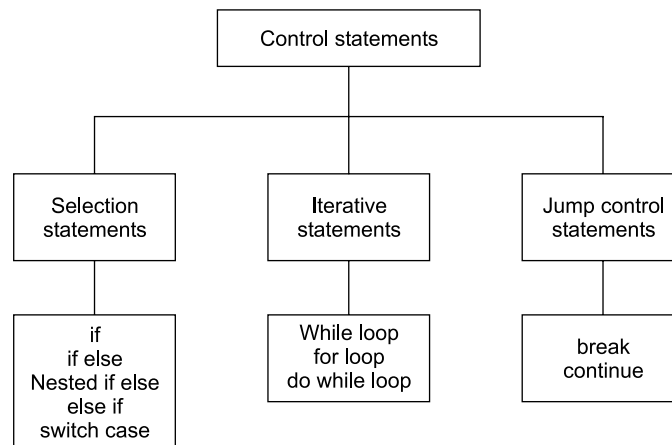 Control statements
Selection
statements
Iterative
statements
Jump control
statements
if
if else
Nested if else
else if
switch case
While loop
for loop
do while loop
break
continue